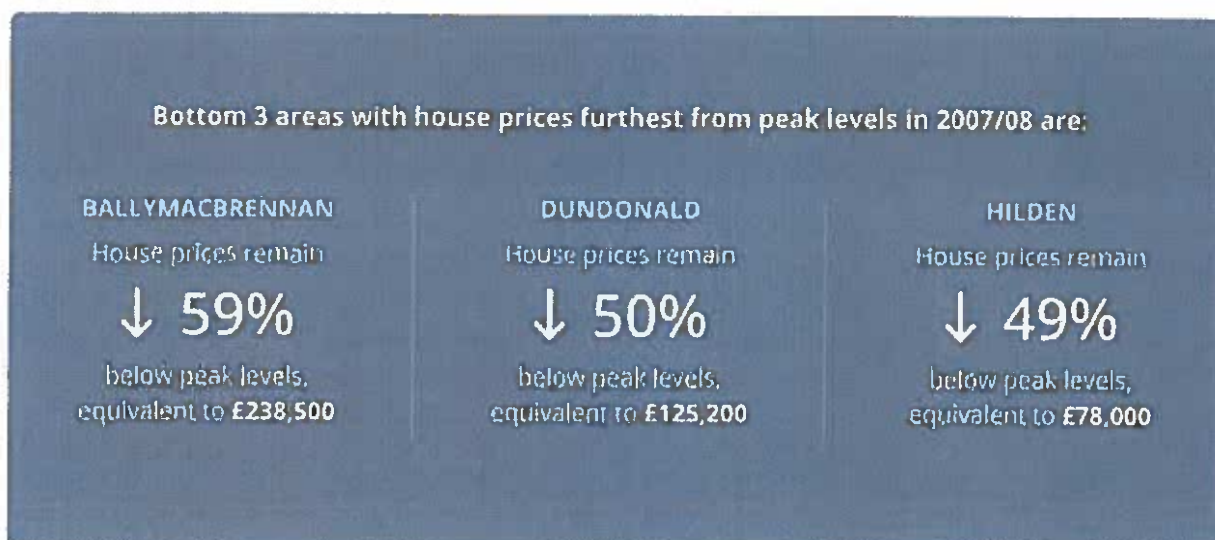 Bottom 3 areas with house prices furthest from peak levels in 2007/08 are:
BALLYMACBRENNAN
House prices remain
↓ 59%
below peak levels,
equivalent to £238,500
DUNDONALD
House prices remain
↓ 50%
below peak levels,
equivalent to £125,200
HILDEN
House prices remain
↓ 49%
below peak levels,
equivalent to £78,000